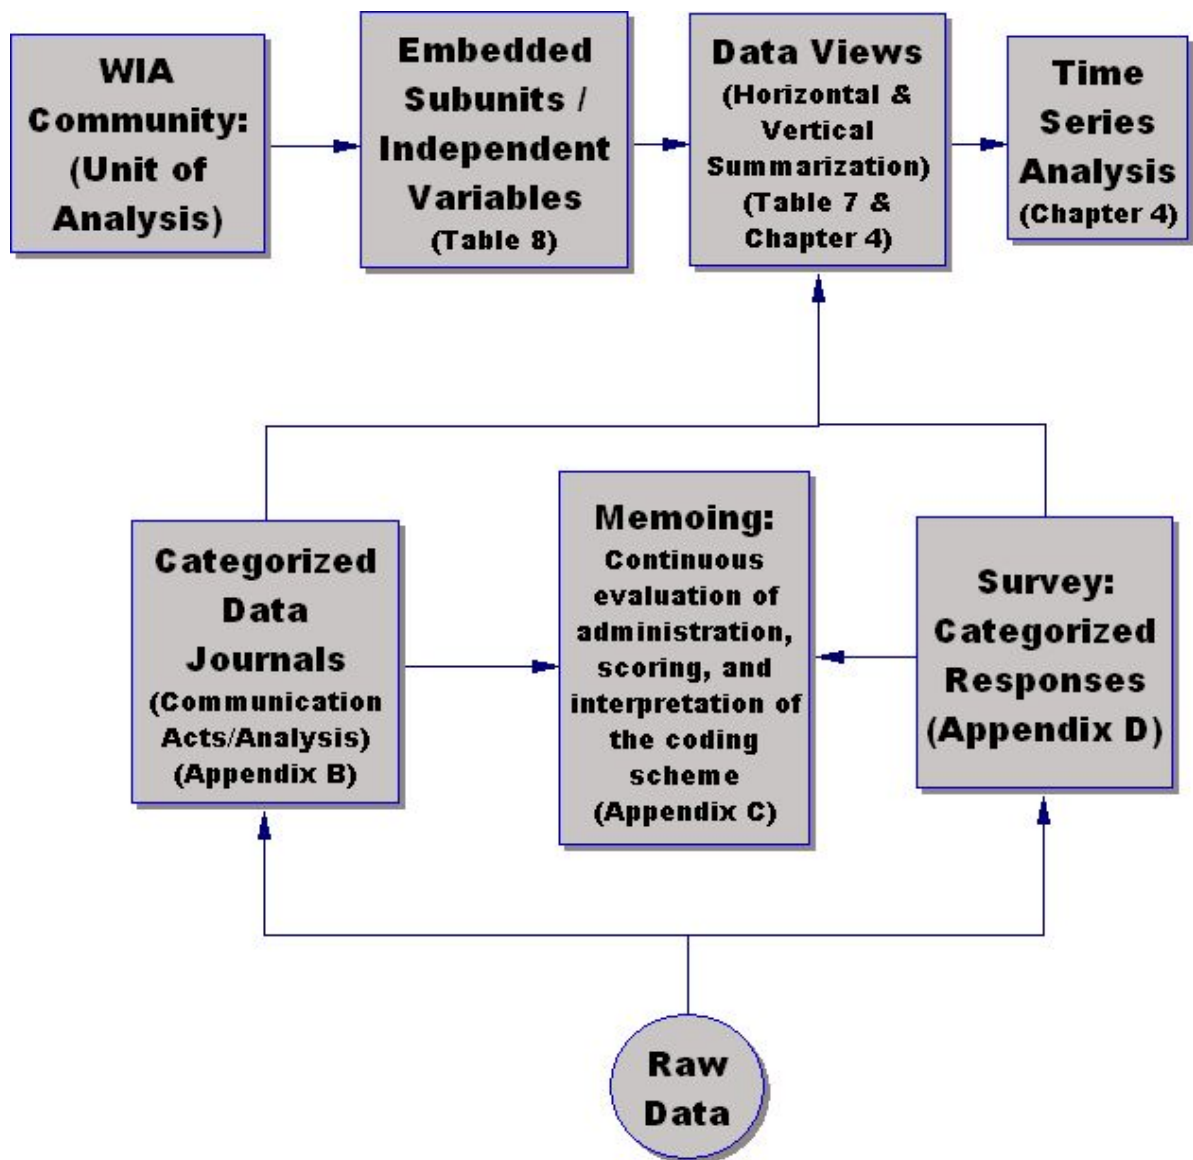 WIA
Community:
(Unit of
Analysis)
Embedded
Subunits /
Independent
Variables
(Table 8)
Data Views
(Horizontal &
Vertical
Summarization)
(Table 7 &
Chapter 4)
Time
Series
Analysis
(Chapter 4)
Categorized
Data
Journals
(Communication
Acts/Analysis)
(Appendix B)
Memoing:
Continuous
evaluation of
administration,
scoring, and
interpretation of
the coding
scheme
(Appendix C)
Survey:
Categorized
Responses
(Appendix D)
Raw
Data